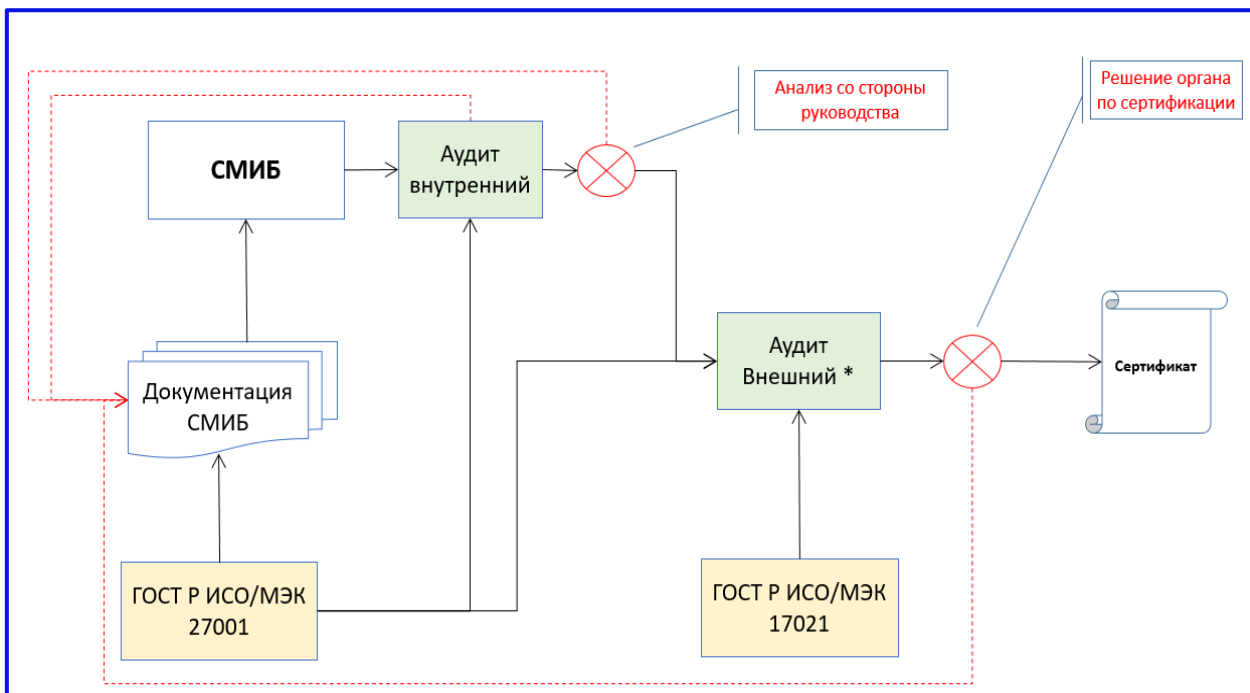 Анализ со стороны
руководства
Решение органа
по сертификации
СМИБ
Аудит
внутренний
Документация
СМИБ
Аудит
Внешний *
Сертификат
ГОСТ Р ИСО/МЭК
27001
ГОСТ Р ИСО/МЭК
17021